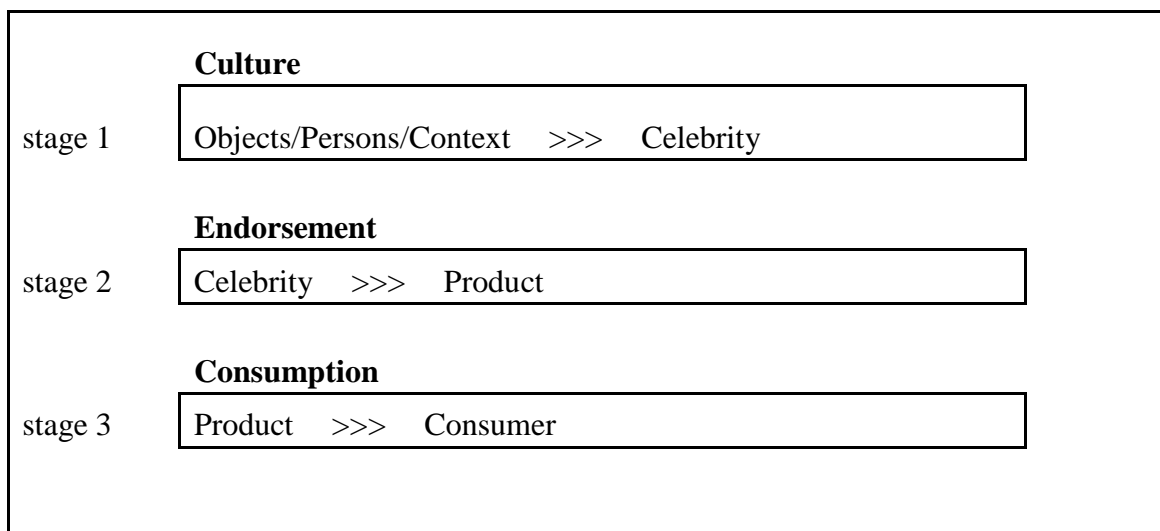 Culture
stage 1 Objects/Persons/Context >>> Celebrity
Endorsement
stage 2 Celebrity >>> Product
Consumption
stage 3 Product >>> Consumer